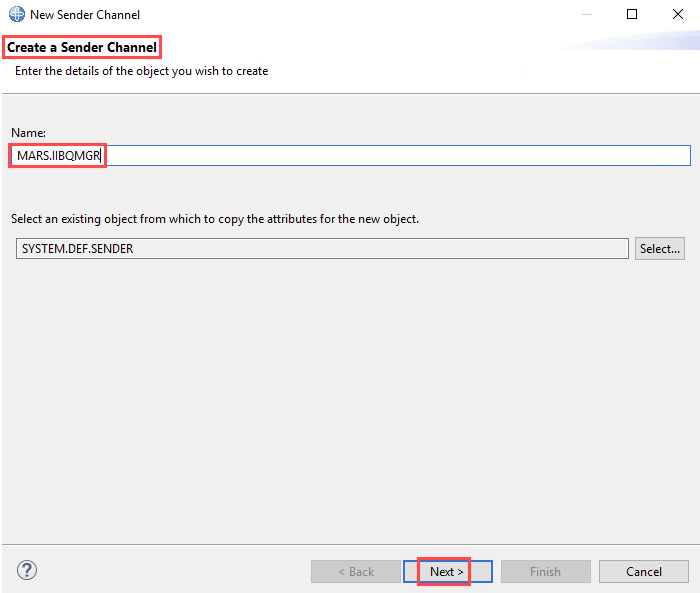 New Sender Channel
Create a Sender Channel
Enter the details of the object you wish to create
Name:
MARS.IIBQMGR
Select an existing object from which to copy the attributes for the new object.
SYSTEM.DEF.SENDER
Select...
?
< Back
Next >
Finish
Cancel